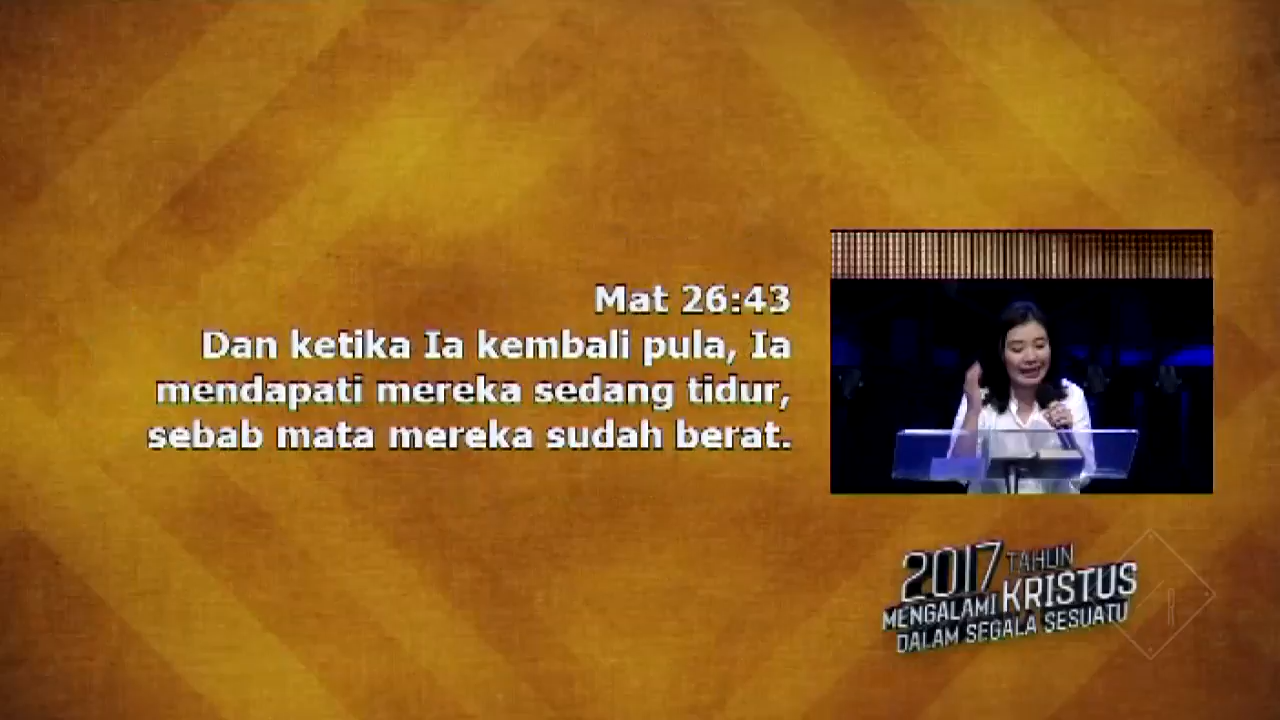 Mat 26:43
Dan ketika Ia kembali pula, Ia
mendapati mereka sedang tidur,
sebab mata mereka sudah berat.
2017 TAHUN
MENGALAMI KRISTUS
DALAM SEGALA SESUATU